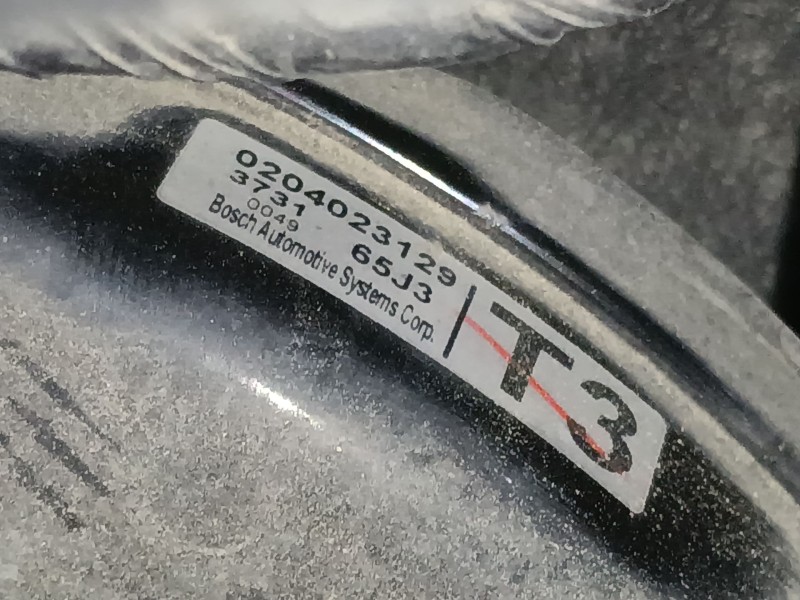 0204023129
3731 65J3
0049
Bosch Automotive Systems Corp.
T3